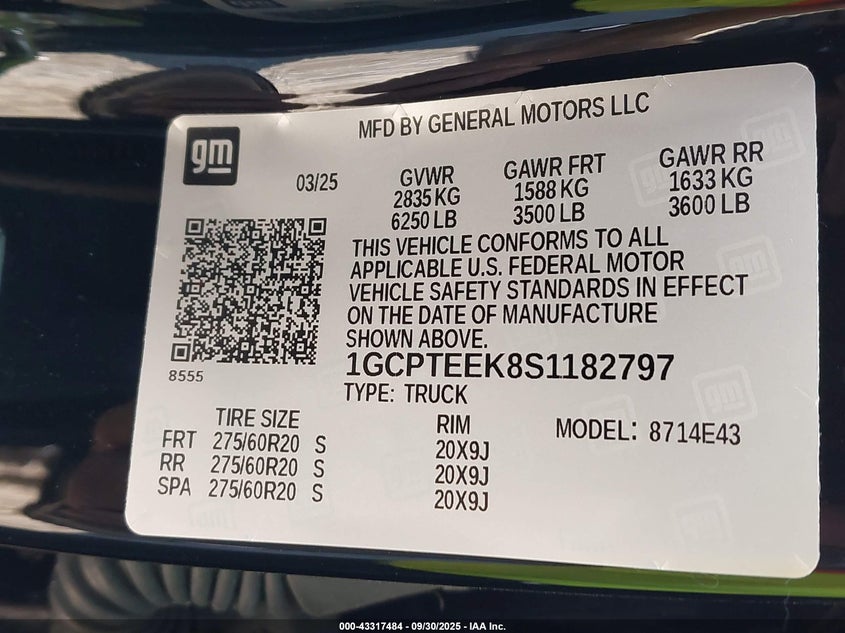 MFD BY GENERAL MOTORS LLC
gm
03/25
GVWR GAWR FRT GAWR RR
2835 KG 1588 KG 1633 KG
6250 LB 3500 LB 3600 LB
THIS VEHICLE CONFORMS TO ALL
APPLICABLE U.S. FEDERAL MOTOR
VEHICLE SAFETY STANDARDS IN EFFECT
ON THE DATE OF MANUFACTURE
SHOWN ABOVE.
8555
1GCPTEEK8S1182797
TYPE: TRUCK
TIRE SIZE RIM MODEL: 8714E43
FRT 275/60R20 S 20X9J
RR 275/60R20 S 20X9J
SPA 275/60R20 S 20X9J
000-43317484 - 09/30/2025 - IAA Inc.